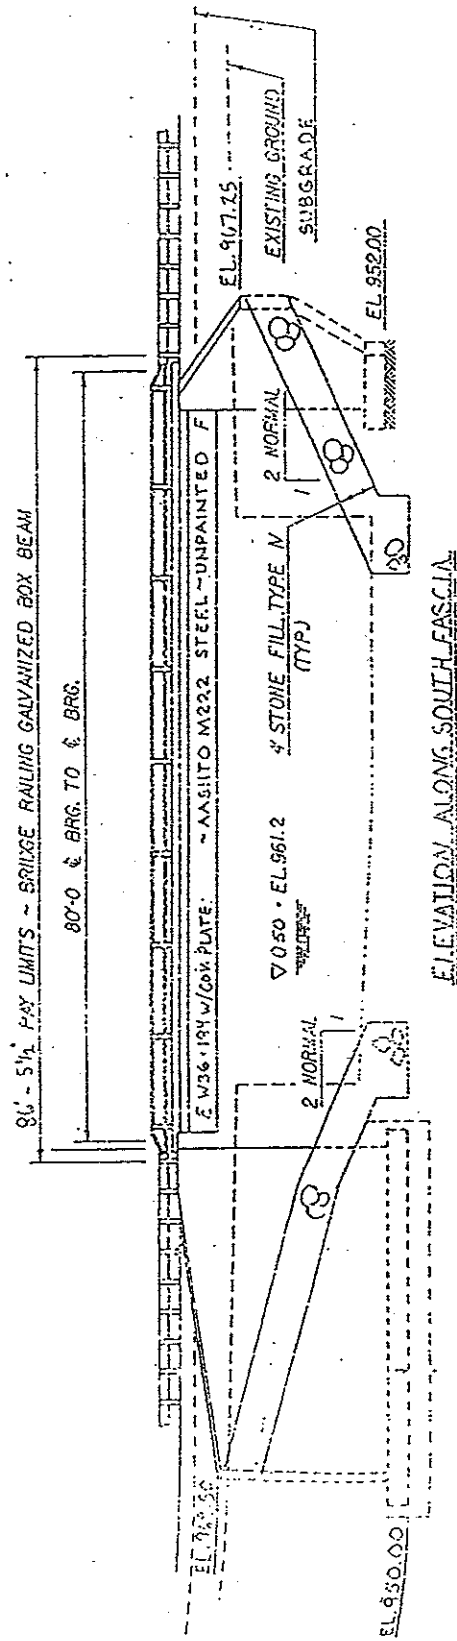 86' - 5½" PAY LIMITS ~ BRIDGE RAILING GALVANIZED BOX BEAM
80'-0 ℄ BRG. TO ℄ BRG.
E W36 × 194 W/COV. PLATE. ~ AASHTO M222 STEEL ~ UNPAINTED F
EL. 967.25
EXISTING GROUND
SUBGRADE
2 NORMAL
1
4' STONE FILL, TYPE IV
(TYP.)
▽ Q50 = EL. 961.2
2 NORMAL
1
EL. 952.00
EL. 950.00
ELEVATION ALONG SOUTH FASCIA